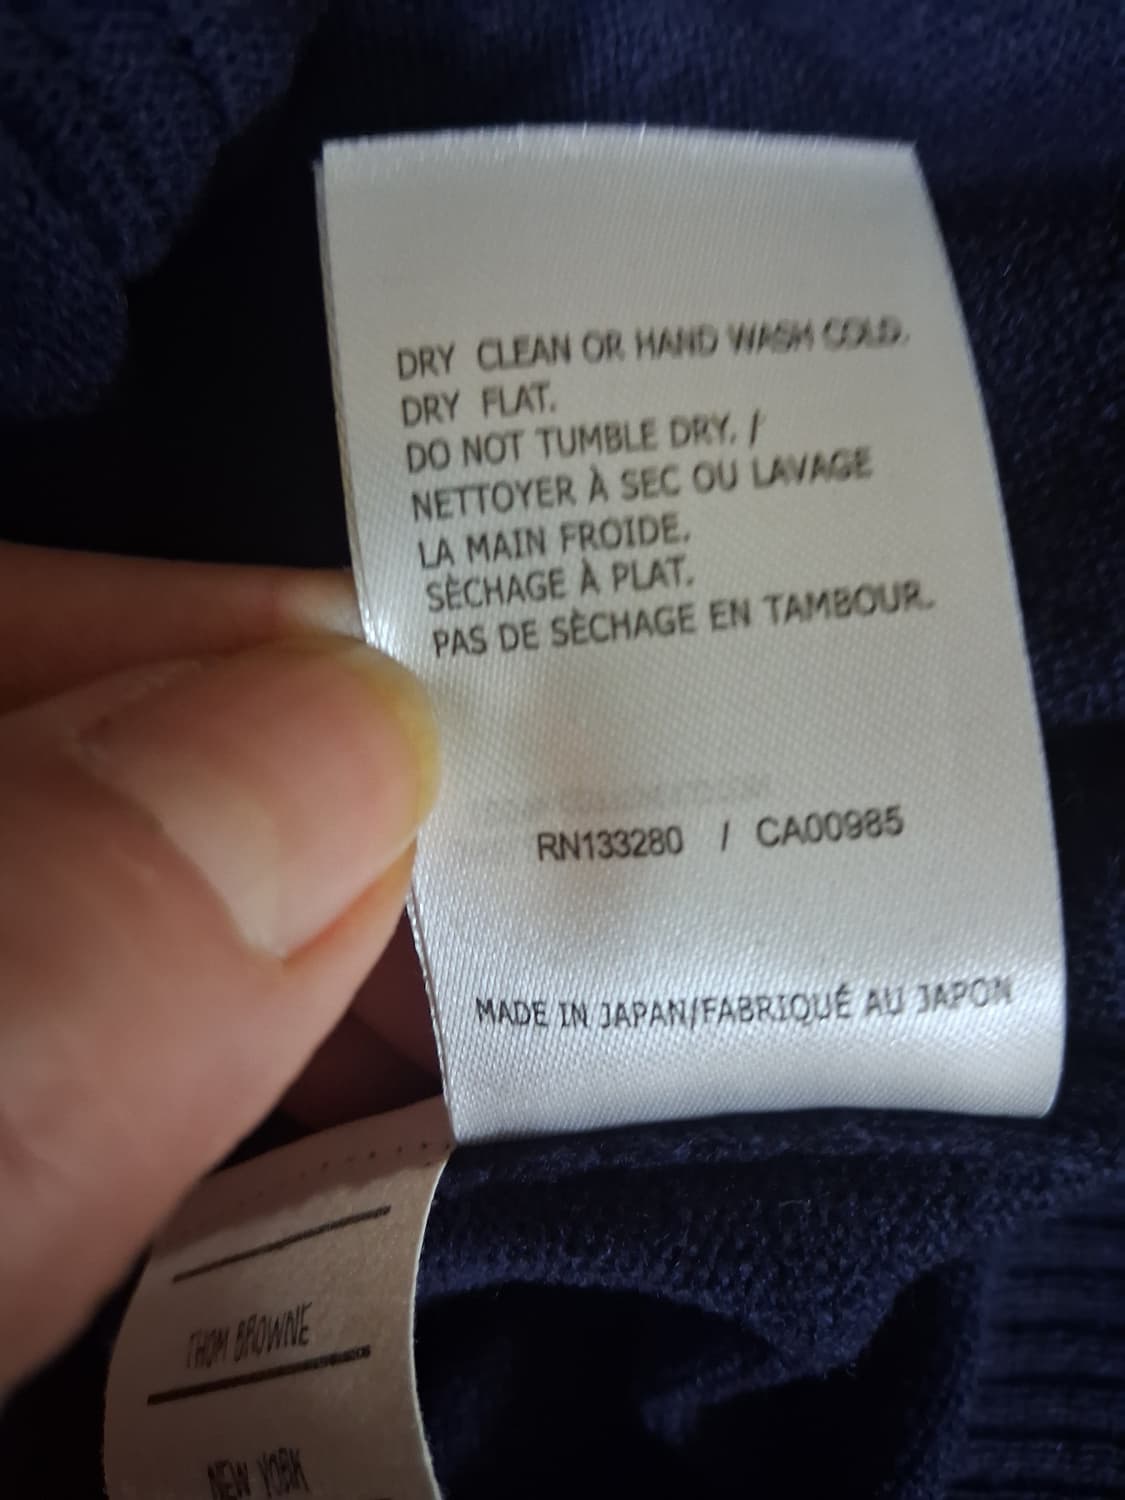 DRY CLEAN OR HAND WASH COLD.
DRY FLAT.
DO NOT TUMBLE DRY. /
NETTOYER À SEC OU LAVAGE
LA MAIN FROIDE.
SÈCHAGE À PLAT.
PAS DE SÈCHAGE EN TAMBOUR.
RN133280 / CA00985
MADE IN JAPAN/FABRIQUÉ AU JAPON
THOM BROWNE
NEW YORK